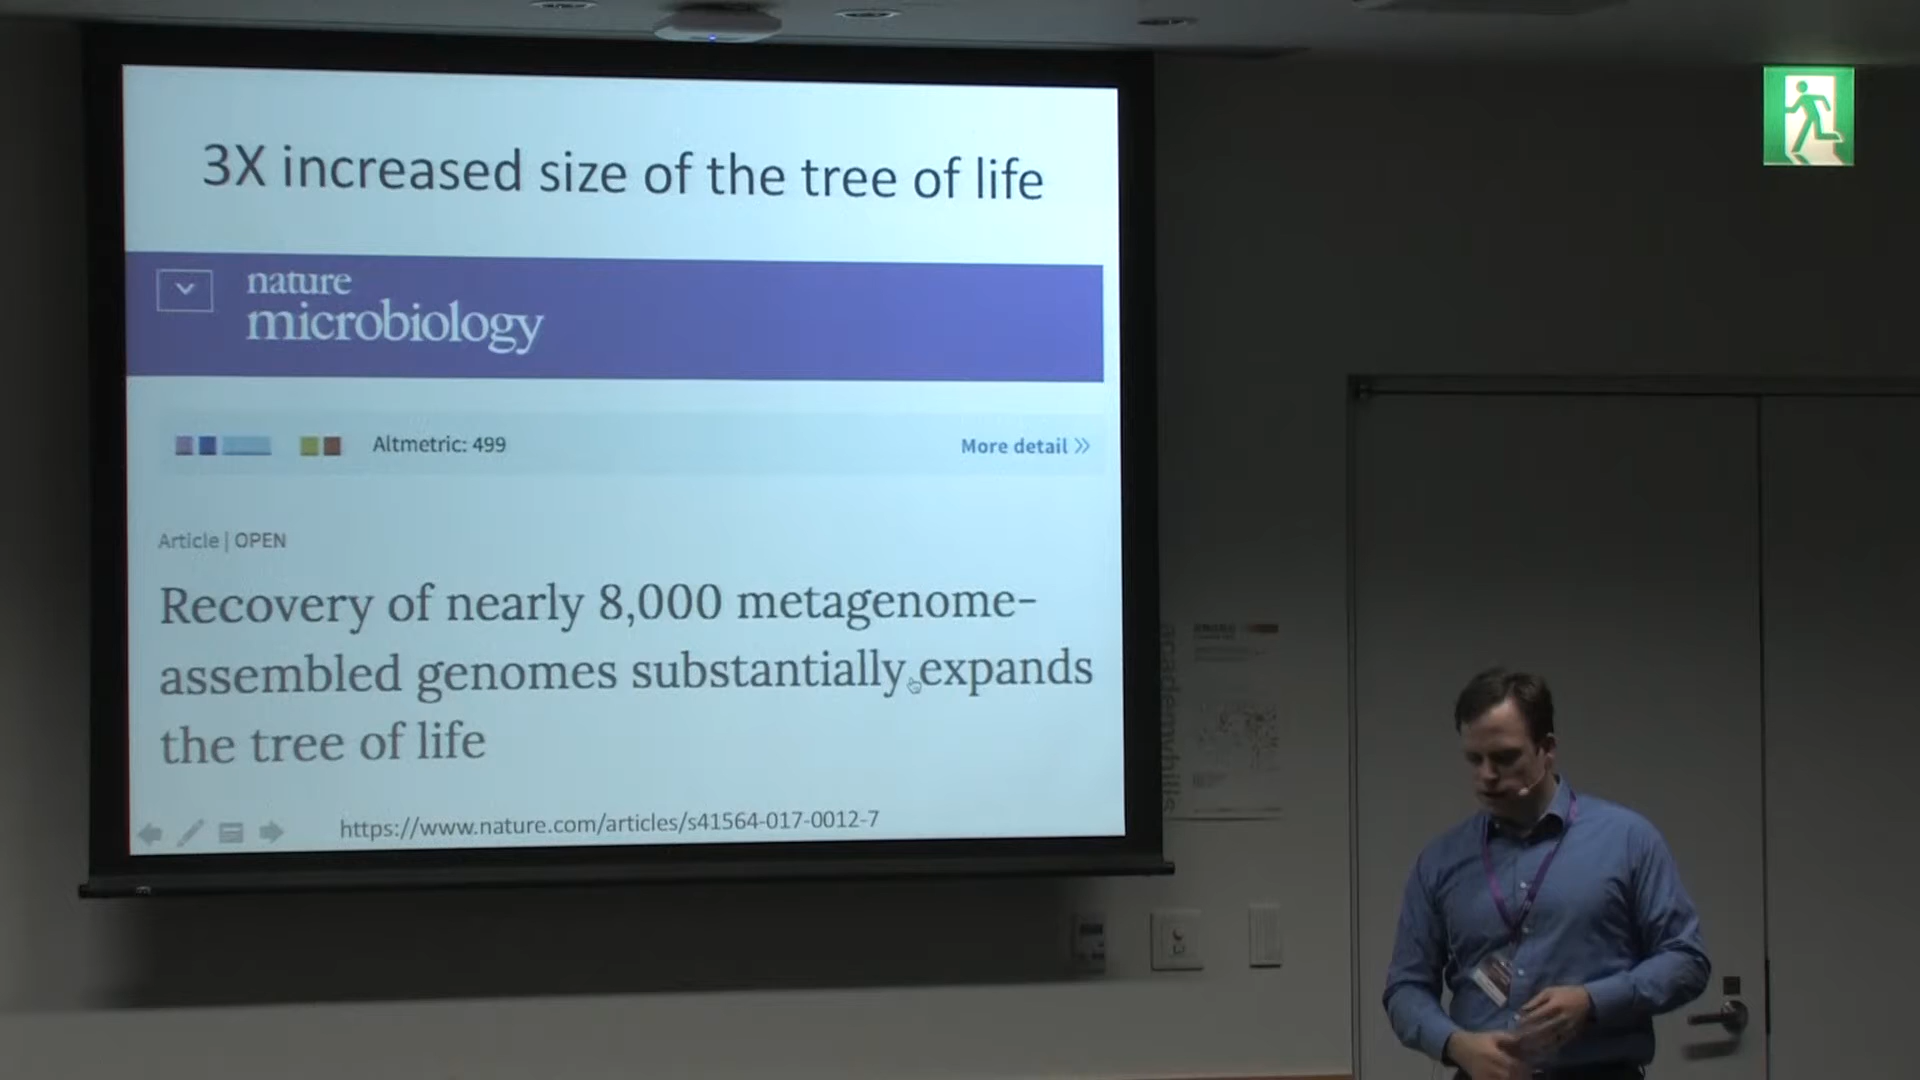 3X increased size of the tree of life
nature
microbiology
Altmetric: 499
More detail »
Article | OPEN
Recovery of nearly 8,000 metagenome-
assembled genomes substantially expands
the tree of life
https://www.nature.com/articles/s41564-017-0012-7
academyhills